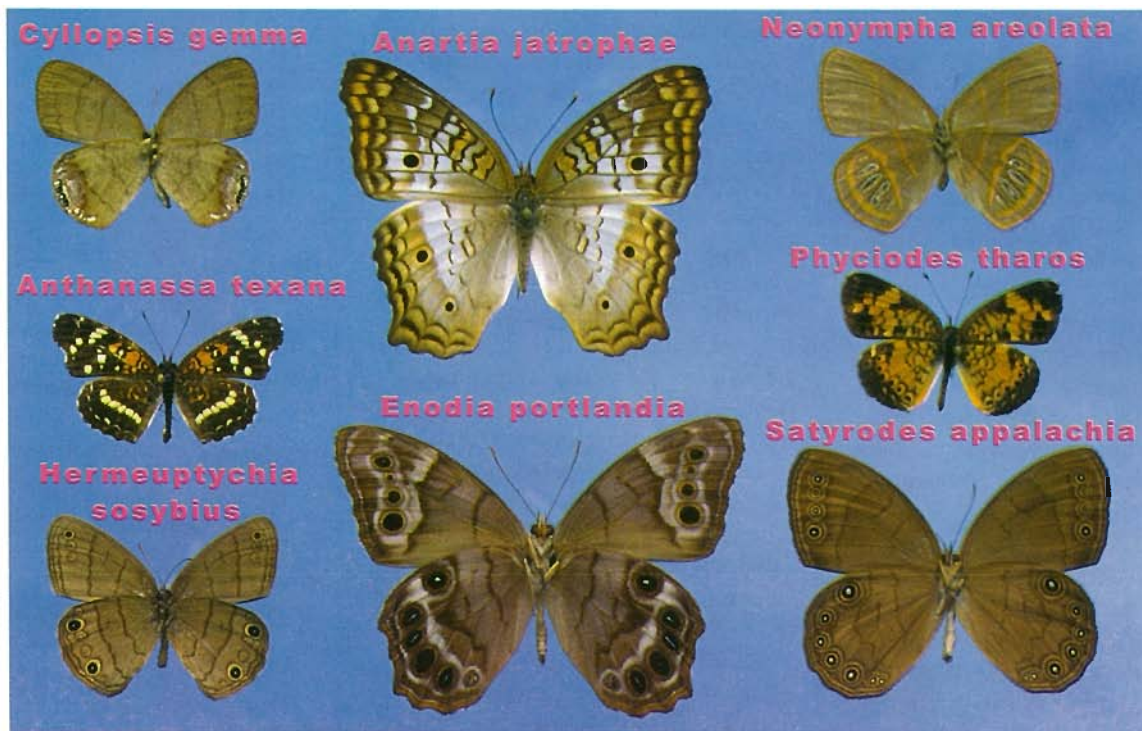 Cyllopsis gemma
Anartia jatrophae
Neonympha areolata
Anthanassa texana
Phyciodes tharos
Enodia portlandia
Satyrodes appalachia
Hermeuptychia
sosybius